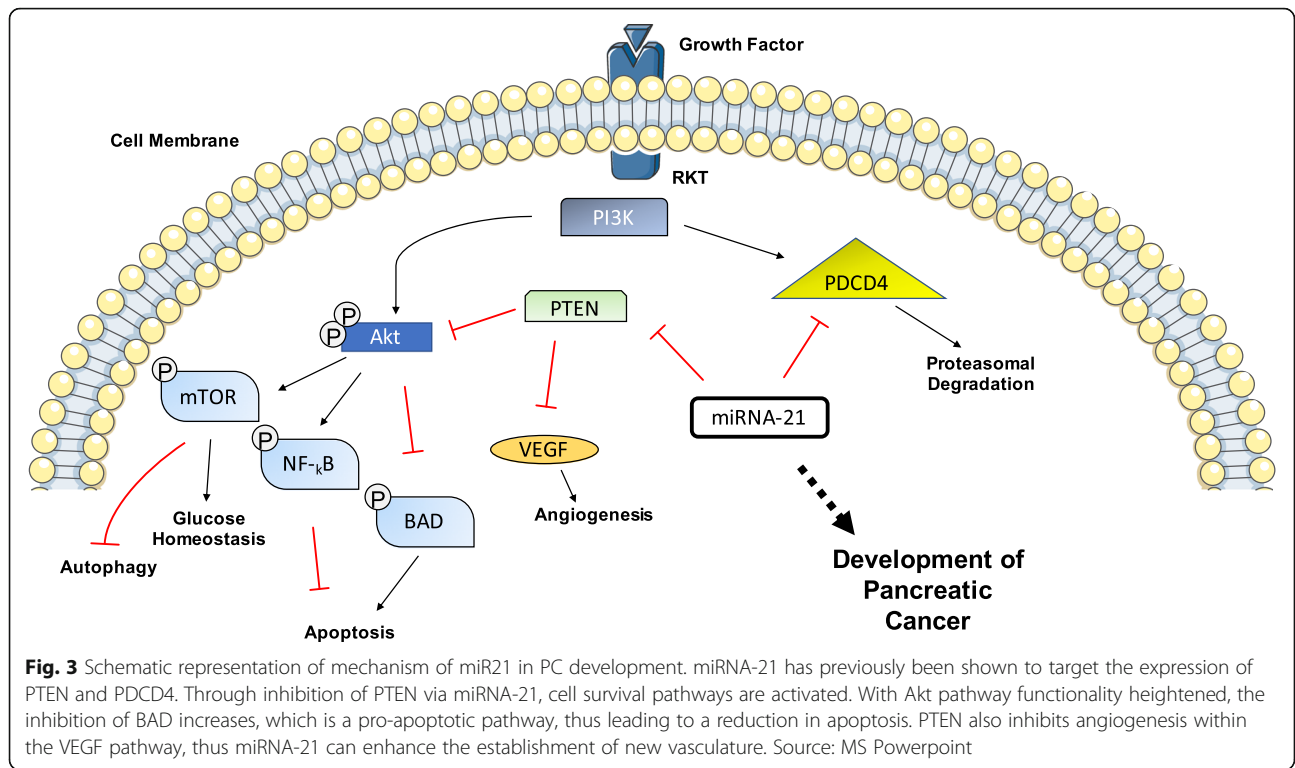 Growth Factor
Cell Membrane
RKT
PI3K
PDCD4
PTEN
P
P
Akt
Proteasomal
Degradation
P
mTOR
miRNA-21
P
NF-kB
VEGF
P
BAD
Glucose
Homeostasis
Angiogenesis
Autophagy
Development of
Pancreatic
Cancer
Apoptosis
Fig. 3 Schematic representation of mechanism of miR21 in PC development. miRNA-21 has previously been shown to target the expression of
PTEN and PDCD4. Through inhibition of PTEN via miRNA-21, cell survival pathways are activated. With Akt pathway functionality heightened, the
inhibition of BAD increases, which is a pro-apoptotic pathway, thus leading to a reduction in apoptosis. PTEN also inhibits angiogenesis within
the VEGF pathway, thus miRNA-21 can enhance the establishment of new vasculature. Source: MS Powerpoint